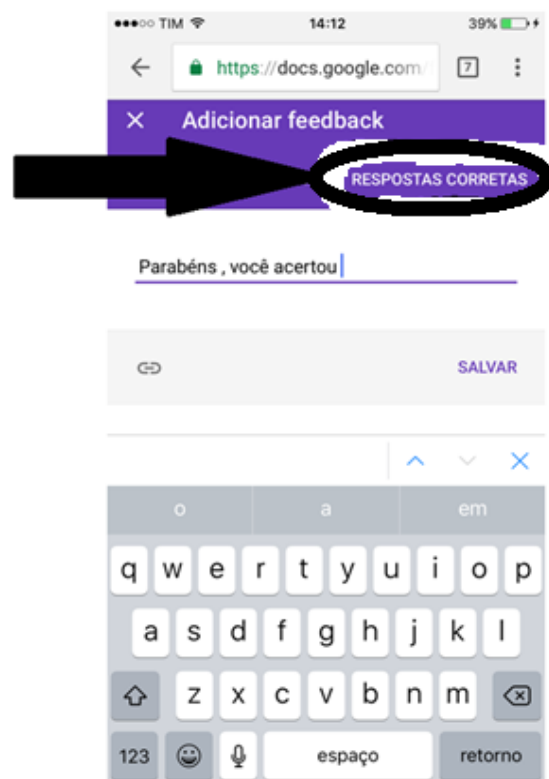 TIM 14:12 39%
https://docs.google.com/ 7
Adicionar feedback
RESPOSTAS CORRETAS
Parabéns , você acertou
SALVAR
o a em
q w e r t y u i o p
a s d f g h j k l
z x c v b n m
123 espaço retorno